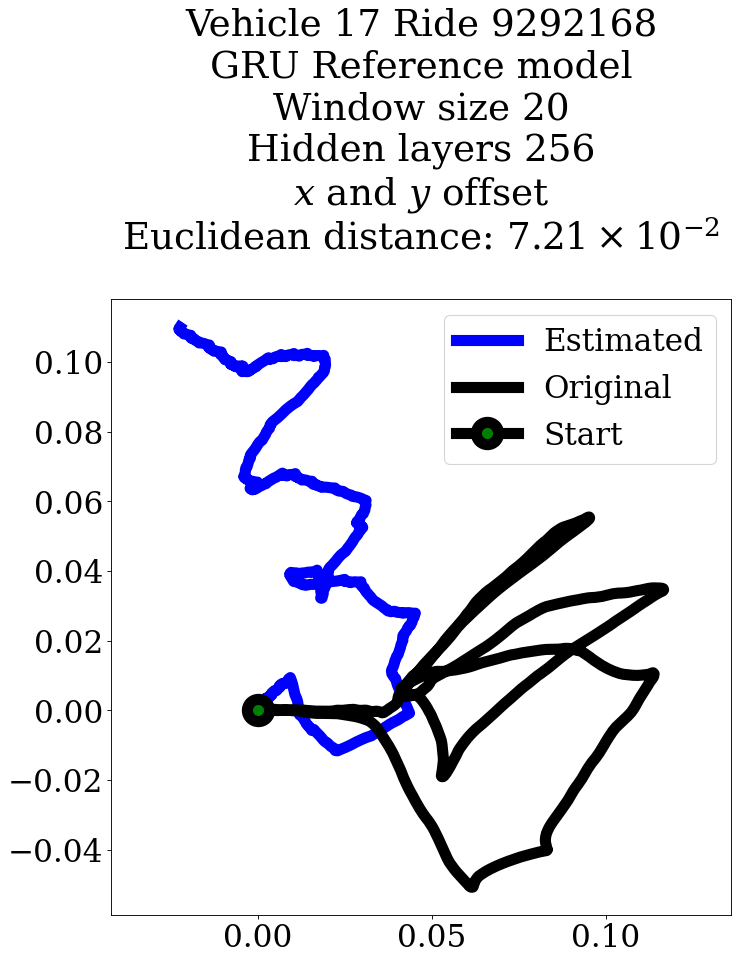 Vehicle 17 Ride 9292168
GRU Reference model
Window size 20
Hidden layers 256
x and y offset
Euclidean distance: 7.21 × 10⁻²
Estimated
Original
Start
0.10
0.08
0.06
0.04
0.02
0.00
−0.02
−0.04
0.00 0.05 0.10